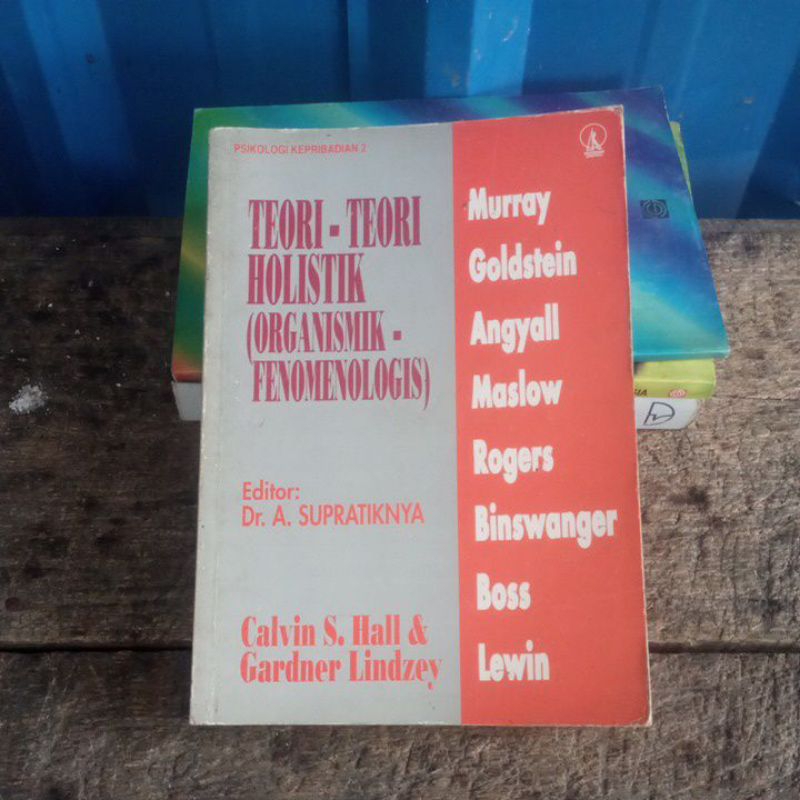 PSIKOLOGI KEPRIBADIAN 2
TEORI - TEORI
HOLISTIK
(ORGANISMIK -
FENOMENOLOGIS)
Editor:
Dr. A. SUPRATIKNYA
Calvin S. Hall &
Gardner Lindzey
Murray
Goldstein
Angyall
Maslow
Rogers
Binswanger
Boss
Lewin